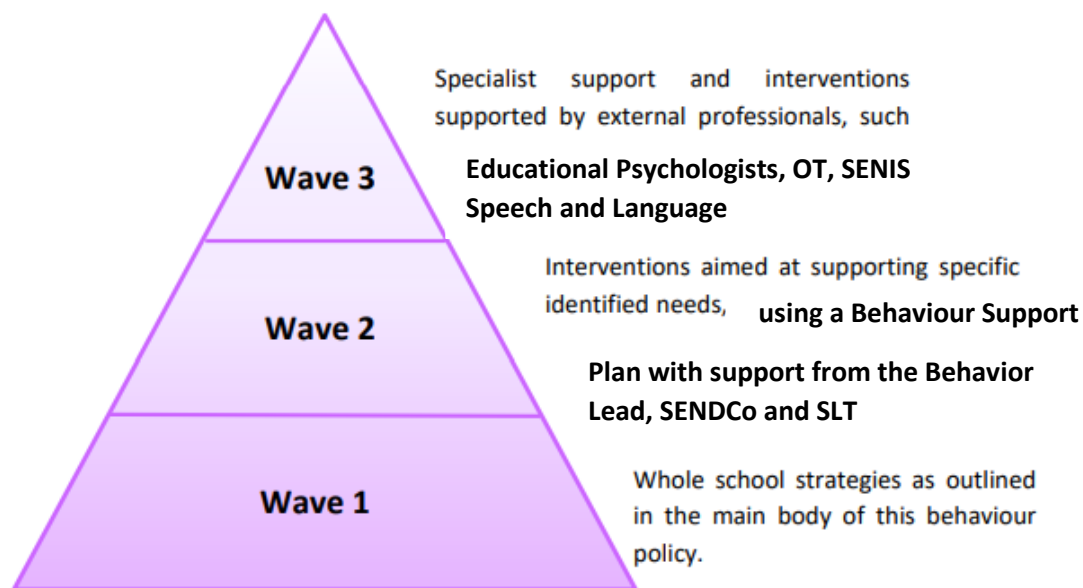 Specialist support and interventions
supported by external professionals, such
Wave 3
Educational Psychologists, OT, SENIS
Speech and Language
Interventions aimed at supporting specific
identified needs, using a Behaviour Support
Wave 2
Plan with support from the Behavior
Lead, SENDCo and SLT
Whole school strategies as outlined
Wave 1
in the main body of this behaviour
policy.